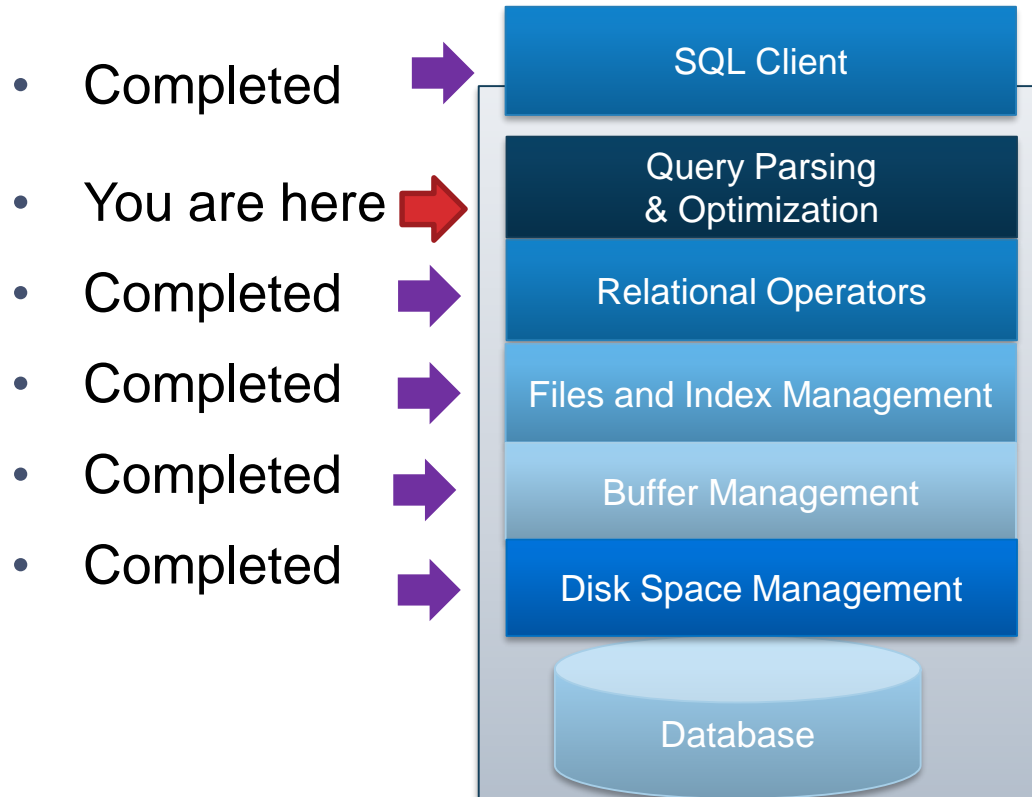 • Completed
• You are here
• Completed
• Completed
• Completed
• Completed
SQL Client
Query Parsing
& Optimization
Relational Operators
Files and Index Management
Buffer Management
Disk Space Management
Database